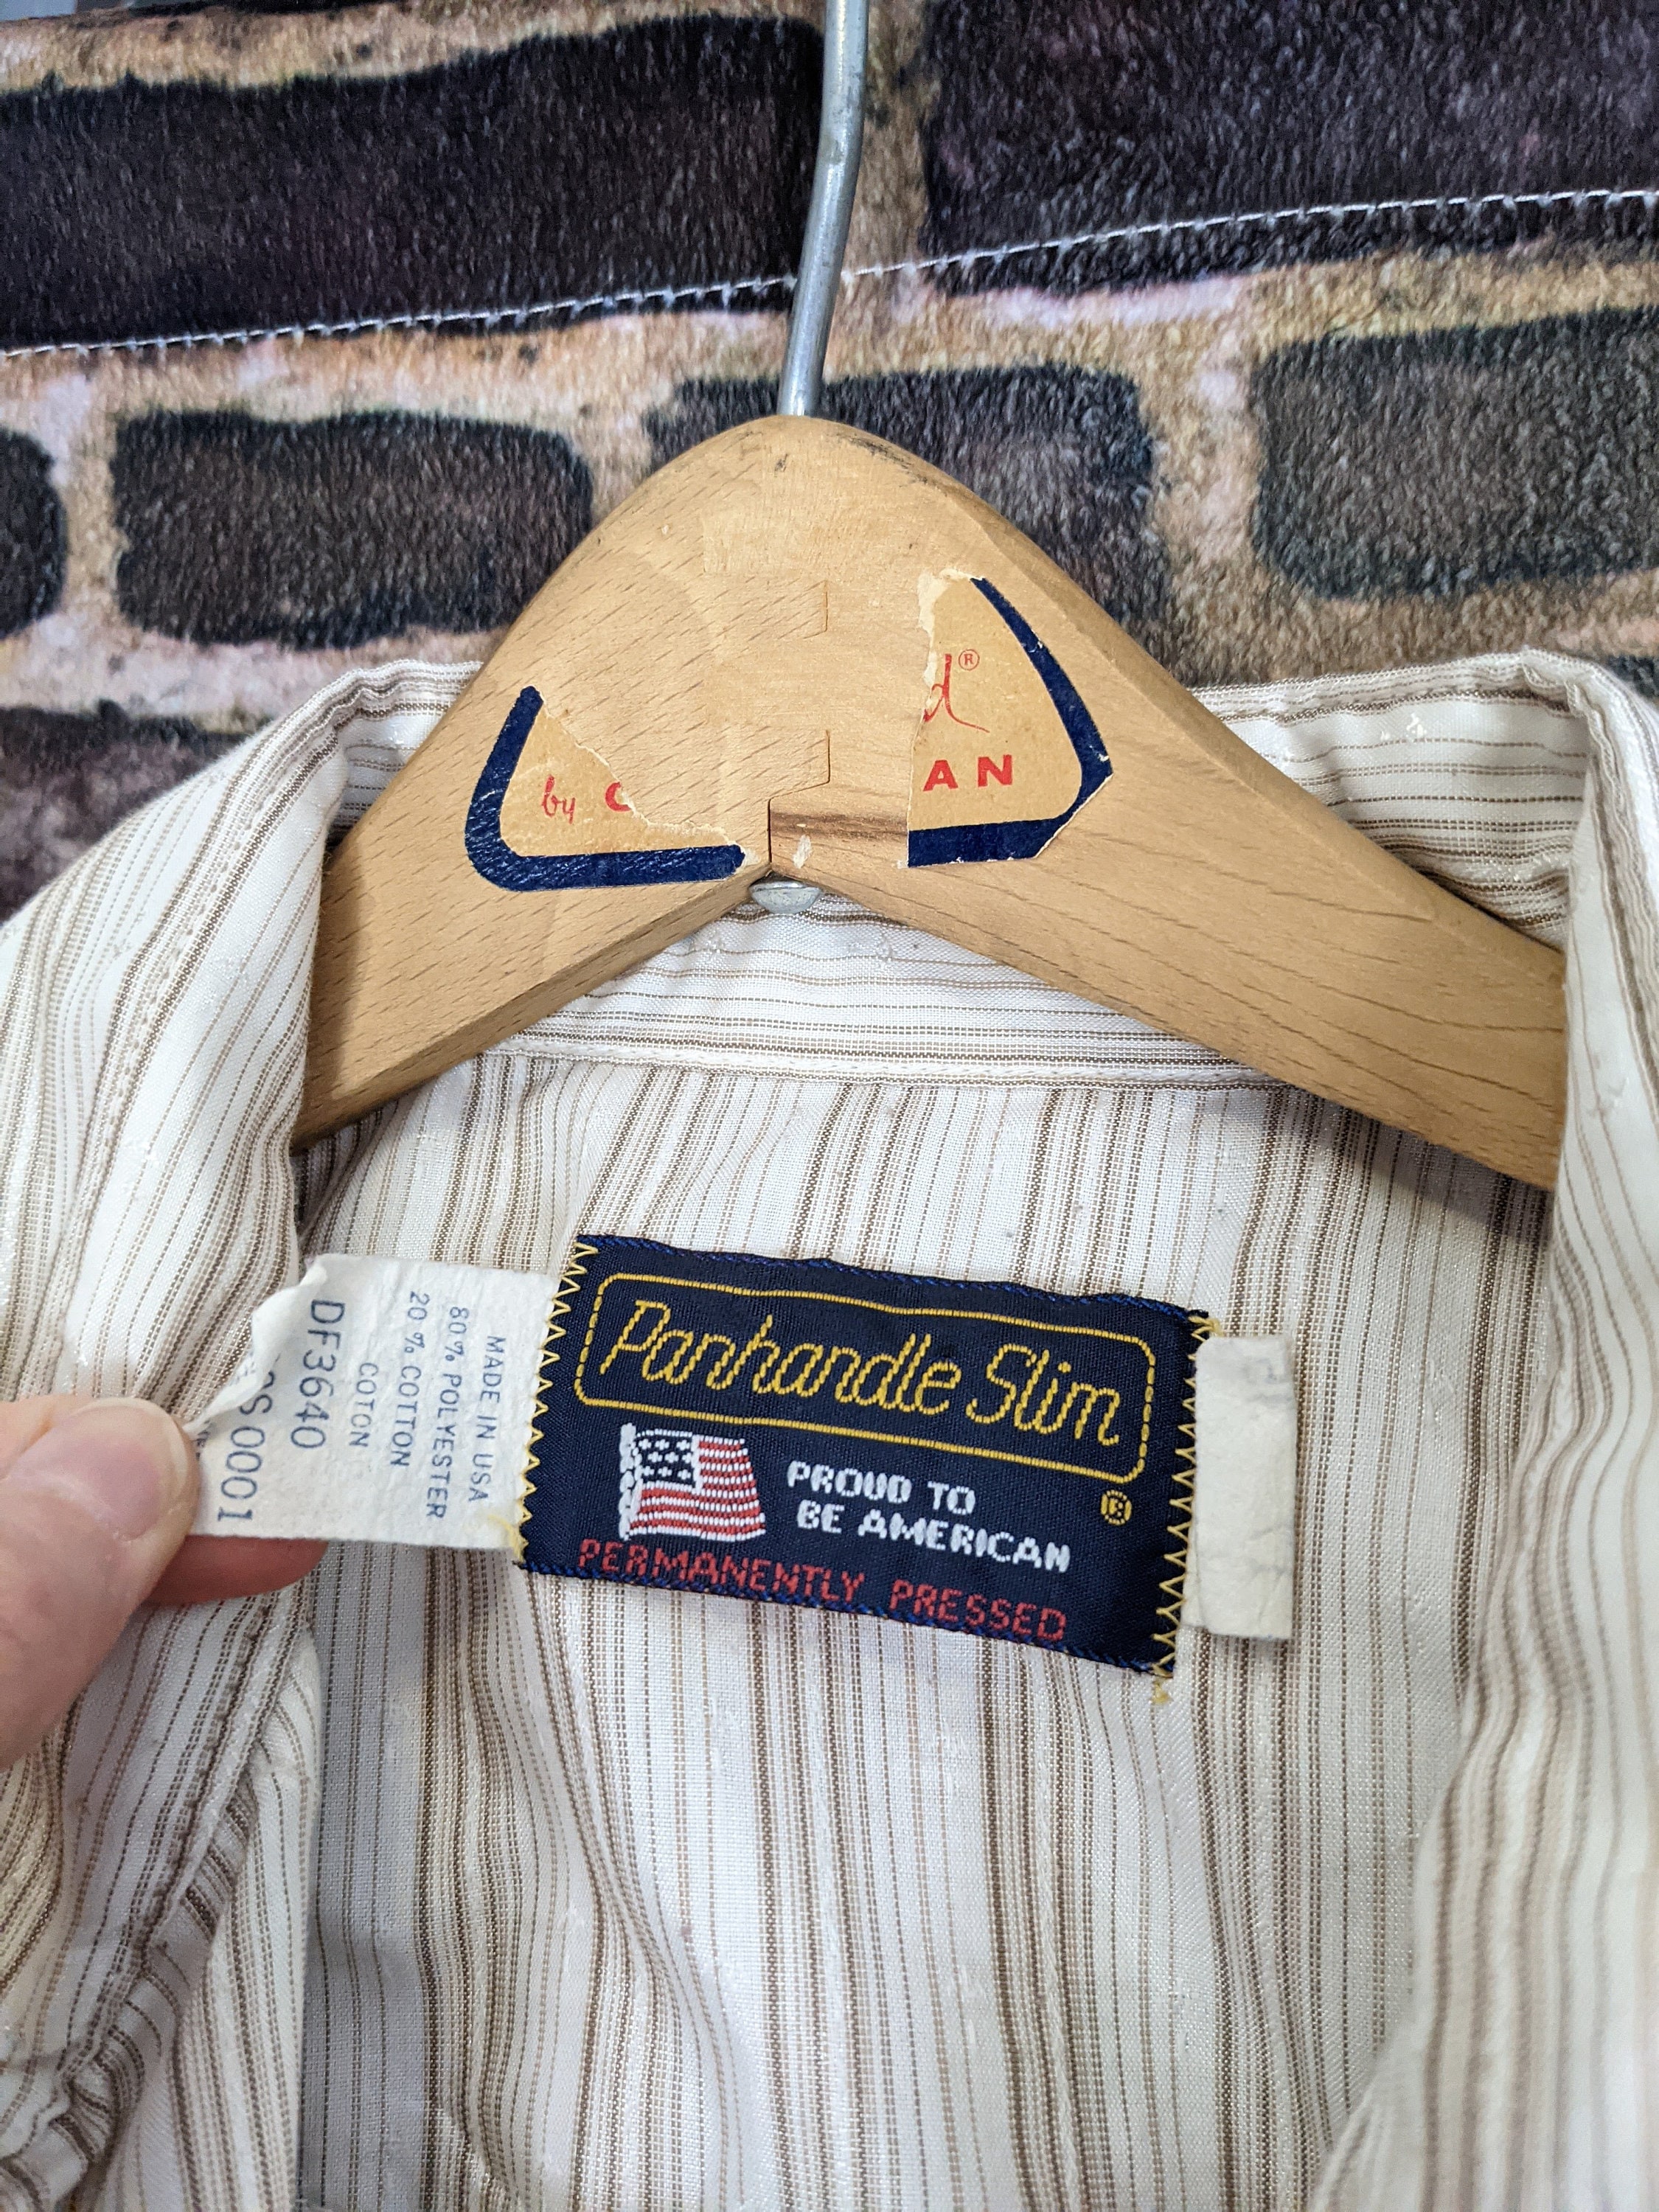 d®
by C
AN
Panhandle Slim
®
PROUD TO
BE AMERICAN
PERMANENTLY PRESSED
MADE IN USA
80% POLYESTER
20% COTTON
COTON
DF3640